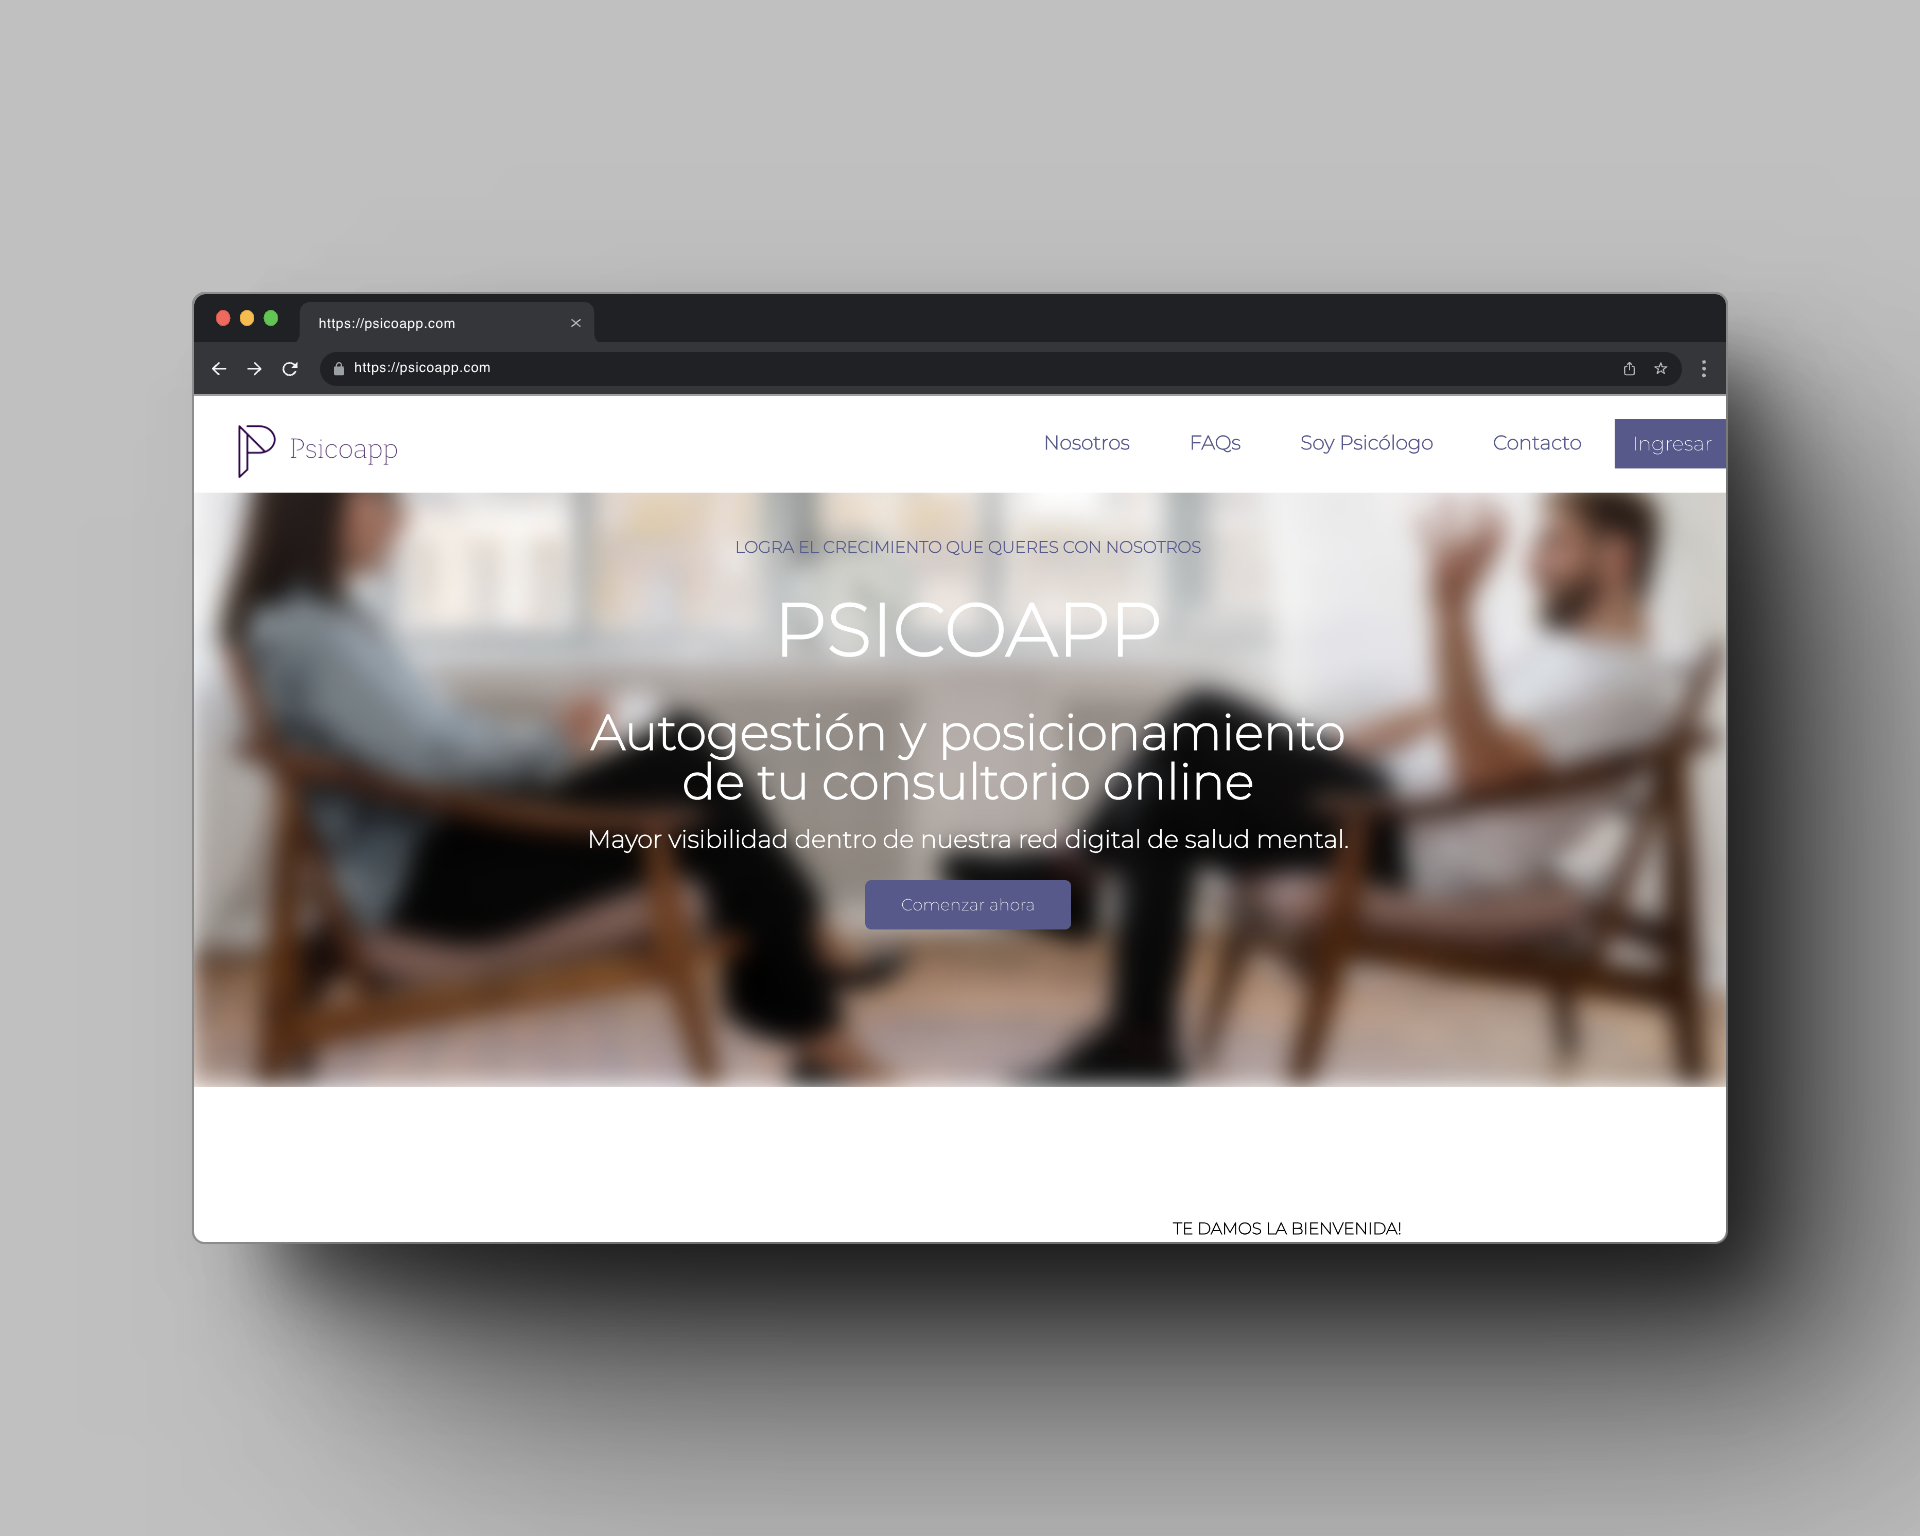 https://psicoapp.com
https://psicoapp.com
Psicoapp
Nosotros
FAQs
Soy Psicólogo
Contacto
Ingresar
LOGRA EL CRECIMIENTO QUE QUERES CON NOSOTROS
PSICOAPP
Autogestión y posicionamiento
de tu consultorio online
Mayor visibilidad dentro de nuestra red digital de salud mental.
Comenzar ahora
TE DAMOS LA BIENVENIDA!